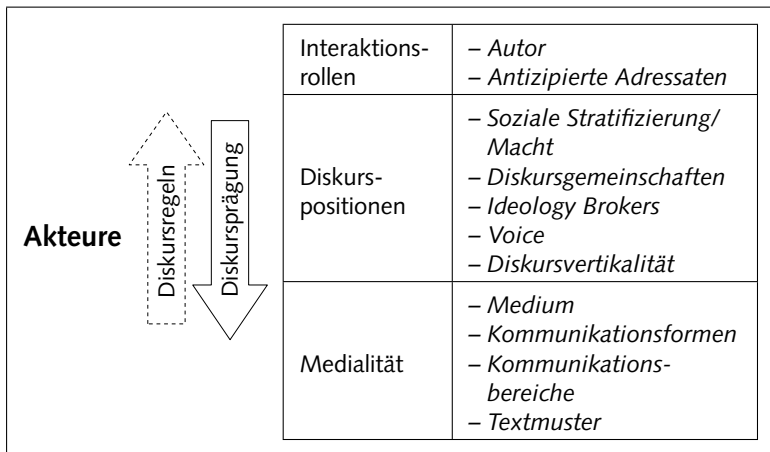 Akteure
Diskursregeln
Diskursprägung
Interaktions-
rollen
– Autor
– Antizipierte Adressaten
Diskurs-
positionen
– Soziale Stratifizierung/
Macht
– Diskursgemeinschaften
– Ideology Brokers
– Voice
– Diskursvertikalität
Medialität
– Medium
– Kommunikationsformen
– Kommunikations-
bereiche
– Textmuster